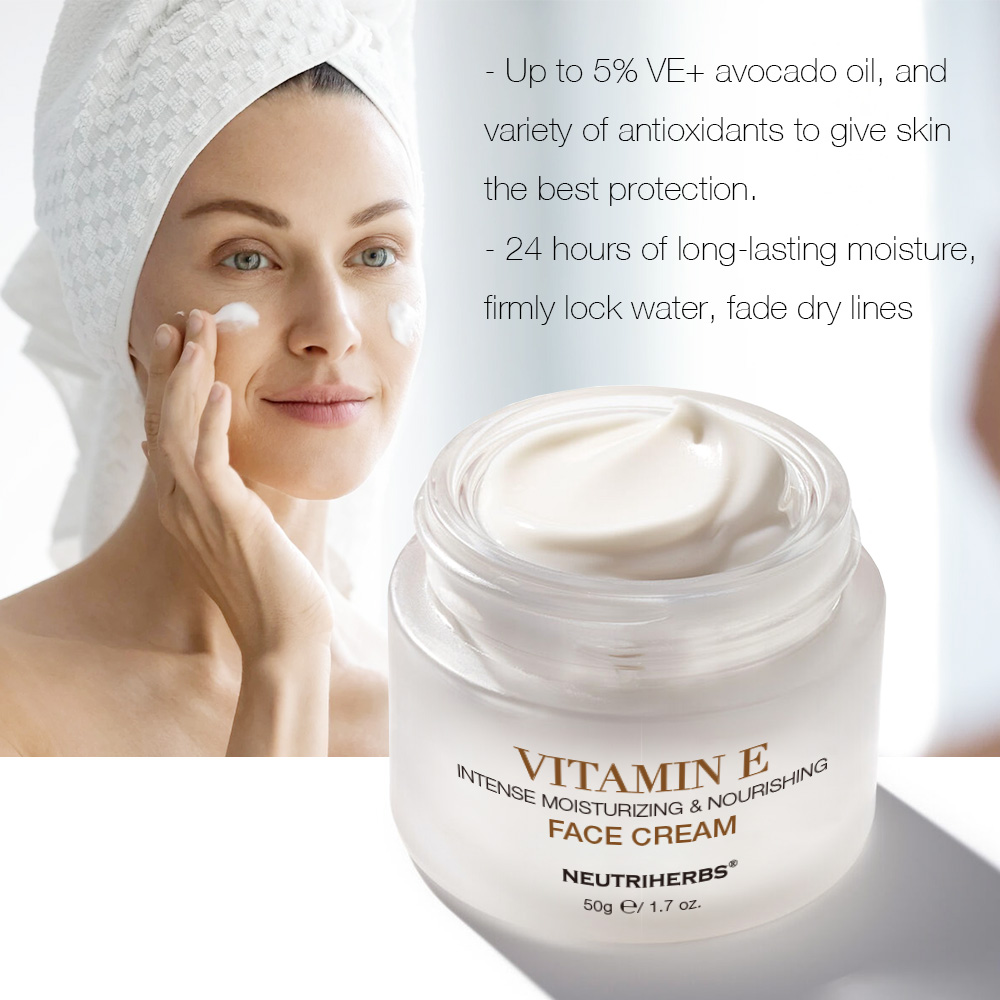 - Up to 5% VE+ avocado oil, and
variety of antioxidants to give skin
the best protection.
- 24 hours of long-lasting moisture,
firmly lock water, fade dry lines
VITAMIN E
INTENSE MOISTURIZING & NOURISHING
FACE CREAM
NEUTRIHERBS®
50g ℮/ 1.7 oz.